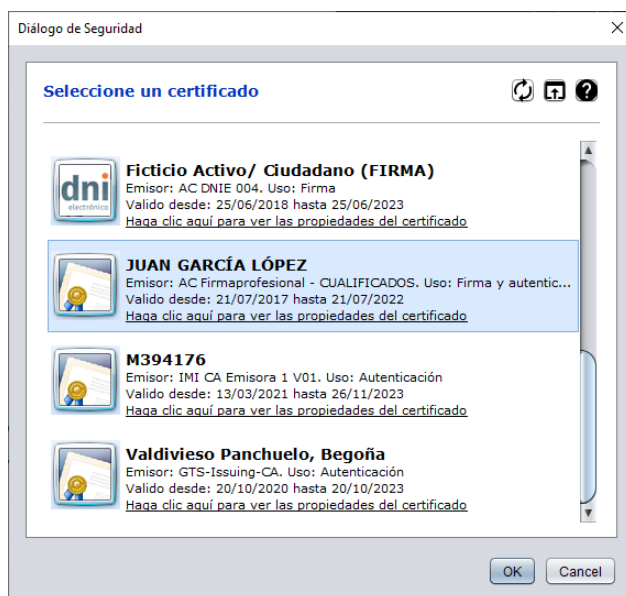 Diálogo de Seguridad
Seleccione un certificado
dni
electrónico
Ficticio Activo/ Ciudadano (FIRMA)
Emisor: AC DNIE 004. Uso: Firma
Valido desde: 25/06/2018 hasta 25/06/2023
Haga clic aquí para ver las propiedades del certificado
JUAN GARCÍA LÓPEZ
Emisor: AC Firmaprofesional - CUALIFICADOS. Uso: Firma y autentic...
Valido desde: 21/07/2017 hasta 21/07/2022
Haga clic aquí para ver las propiedades del certificado
M394176
Emisor: IMI CA Emisora 1 V01. Uso: Autenticación
Valido desde: 13/03/2021 hasta 26/11/2023
Haga clic aquí para ver las propiedades del certificado
Valdivieso Panchuelo, Begoña
Emisor: GTS-Issuing-CA. Uso: Autenticación
Valido desde: 20/10/2020 hasta 20/10/2023
Haga clic aquí para ver las propiedades del certificado
OK Cancel